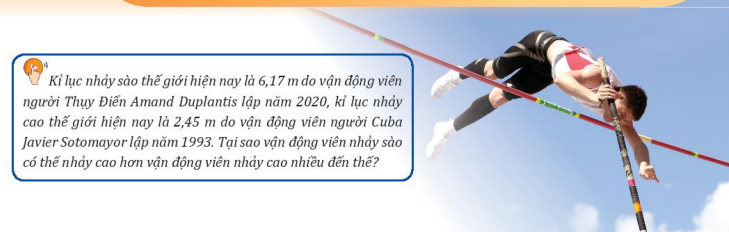 Kỉ lục nhảy sào thế giới hiện nay là 6,17 m do vận động viên
người Thụy Điển Amand Duplantis lập năm 2020, kỉ lục nhảy
cao thế giới hiện nay là 2,45 m do vận động viên người Cuba
Javier Sotomayor lập năm 1993. Tại sao vận động viên nhảy sào
có thể nhảy cao hơn vận động viên nhảy cao nhiều đến thế?